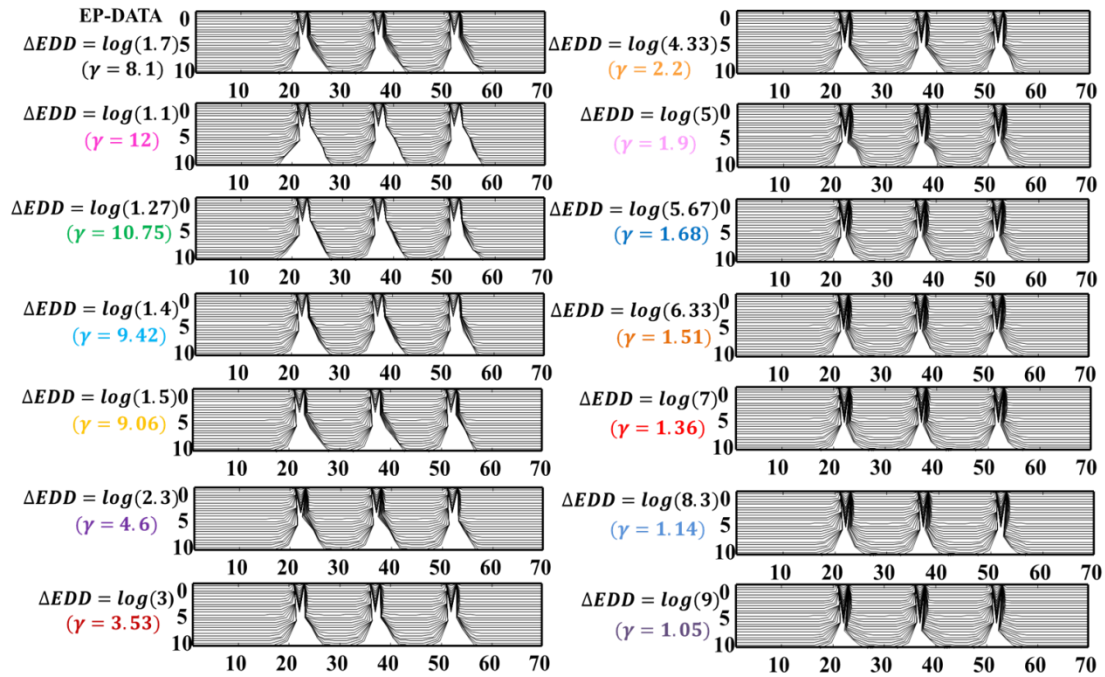 EP-DATA
ΔEDD = log(1.7)
(γ = 8.1)
0
5
10
10 20 30 40 50 60 70
ΔEDD = log(1.1)
(γ = 12)
0
5
10
10 20 30 40 50 60 70
ΔEDD = log(1.27)
(γ = 10.75)
0
5
10
10 20 30 40 50 60 70
ΔEDD = log(1.4)
(γ = 9.42)
0
5
10
10 20 30 40 50 60 70
ΔEDD = log(1.5)
(γ = 9.06)
0
5
10
10 20 30 40 50 60 70
ΔEDD = log(2.3)
(γ = 4.6)
0
5
10
10 20 30 40 50 60 70
ΔEDD = log(3)
(γ = 3.53)
0
5
10
10 20 30 40 50 60 70
ΔEDD = log(4.33)
(γ = 2.2)
0
5
10
10 20 30 40 50 60 70
ΔEDD = log(5)
(γ = 1.9)
0
5
10
10 20 30 40 50 60 70
ΔEDD = log(5.67)
(γ = 1.68)
0
5
10
10 20 30 40 50 60 70
ΔEDD = log(6.33)
(γ = 1.51)
0
5
10
10 20 30 40 50 60 70
ΔEDD = log(7)
(γ = 1.36)
0
5
10
10 20 30 40 50 60 70
ΔEDD = log(8.3)
(γ = 1.14)
0
5
10
10 20 30 40 50 60 70
ΔEDD = log(9)
(γ = 1.05)
0
5
10
10 20 30 40 50 60 70